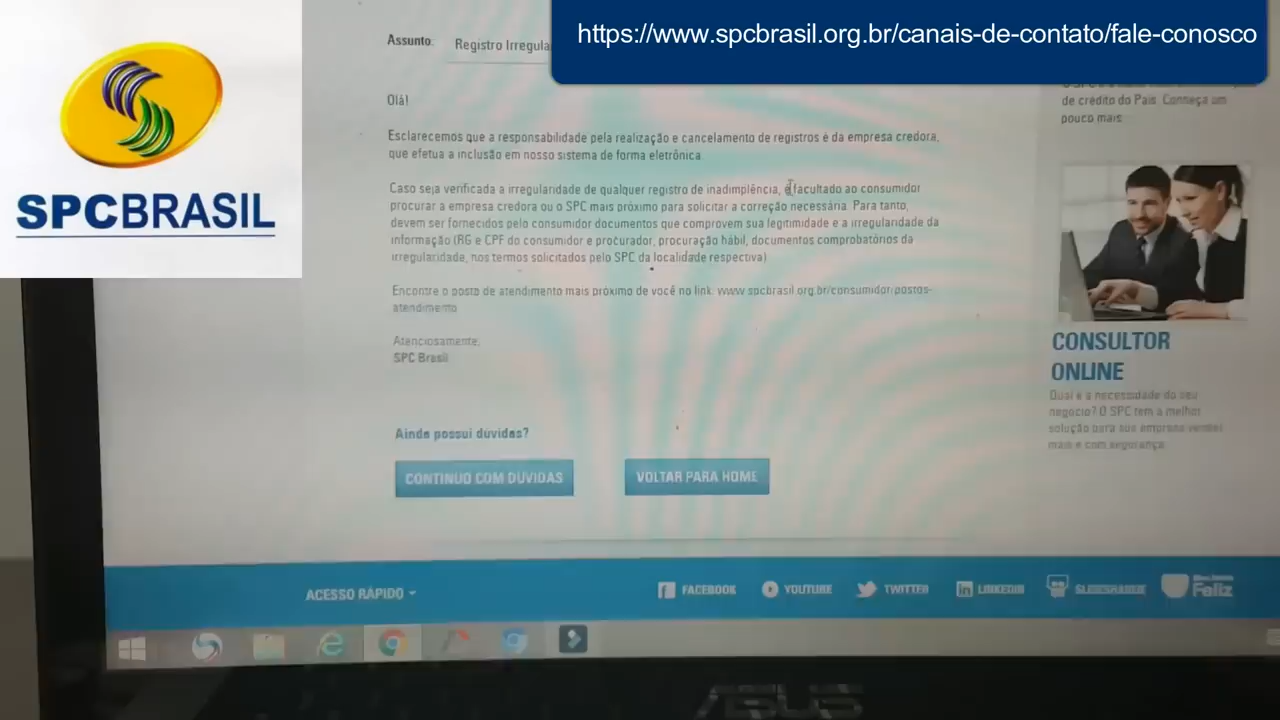 https://www.spcbrasil.org.br/canais-de-contato/fale-conosco
SPCBRASIL
Assunto:
Registro Irregula
de crédito do País. Conheça um
pouco mais
Olá!
Esclarecemos que a responsabilidade pela realização e cancelamento de registros é da empresa credora,
que efetua a inclusão em nosso sistema de forma eletrônica.
Caso seja verificada a irregularidade de qualquer registro de inadimplência, é facultado ao consumidor
procurar a empresa credora ou o SPC mais próximo para solicitar a correção necessária. Para tanto,
devem ser fornecidos pelo consumidor documentos que comprovem sua legitimidade e a irregularidade da
informação (RG e CPF do consumidor e procurador, procuração hábil, documentos comprobatórios da
irregularidade, nos termos solicitados pelo SPC da localidade respectiva)
Encontre o posto de atendimento mais próximo de você no link: www.spcbrasil.org.br/consumidor/postos-
atendimento
Atenciosamente,
SPC Brasil
CONSULTOR
ONLINE
Qual é a necessidade do seu
negócio? O SPC tem a melhor
solução para sua empresa vender
mais e com segurança
Ainda possui dúvidas?
CONTINUO COM DÚVIDAS
VOLTAR PARA HOME
ACESSO RÁPIDO
FACEBOOK
YOUTUBE
TWITTER
LINKEDIN
SLIDESHARE
Feliz
ASUS